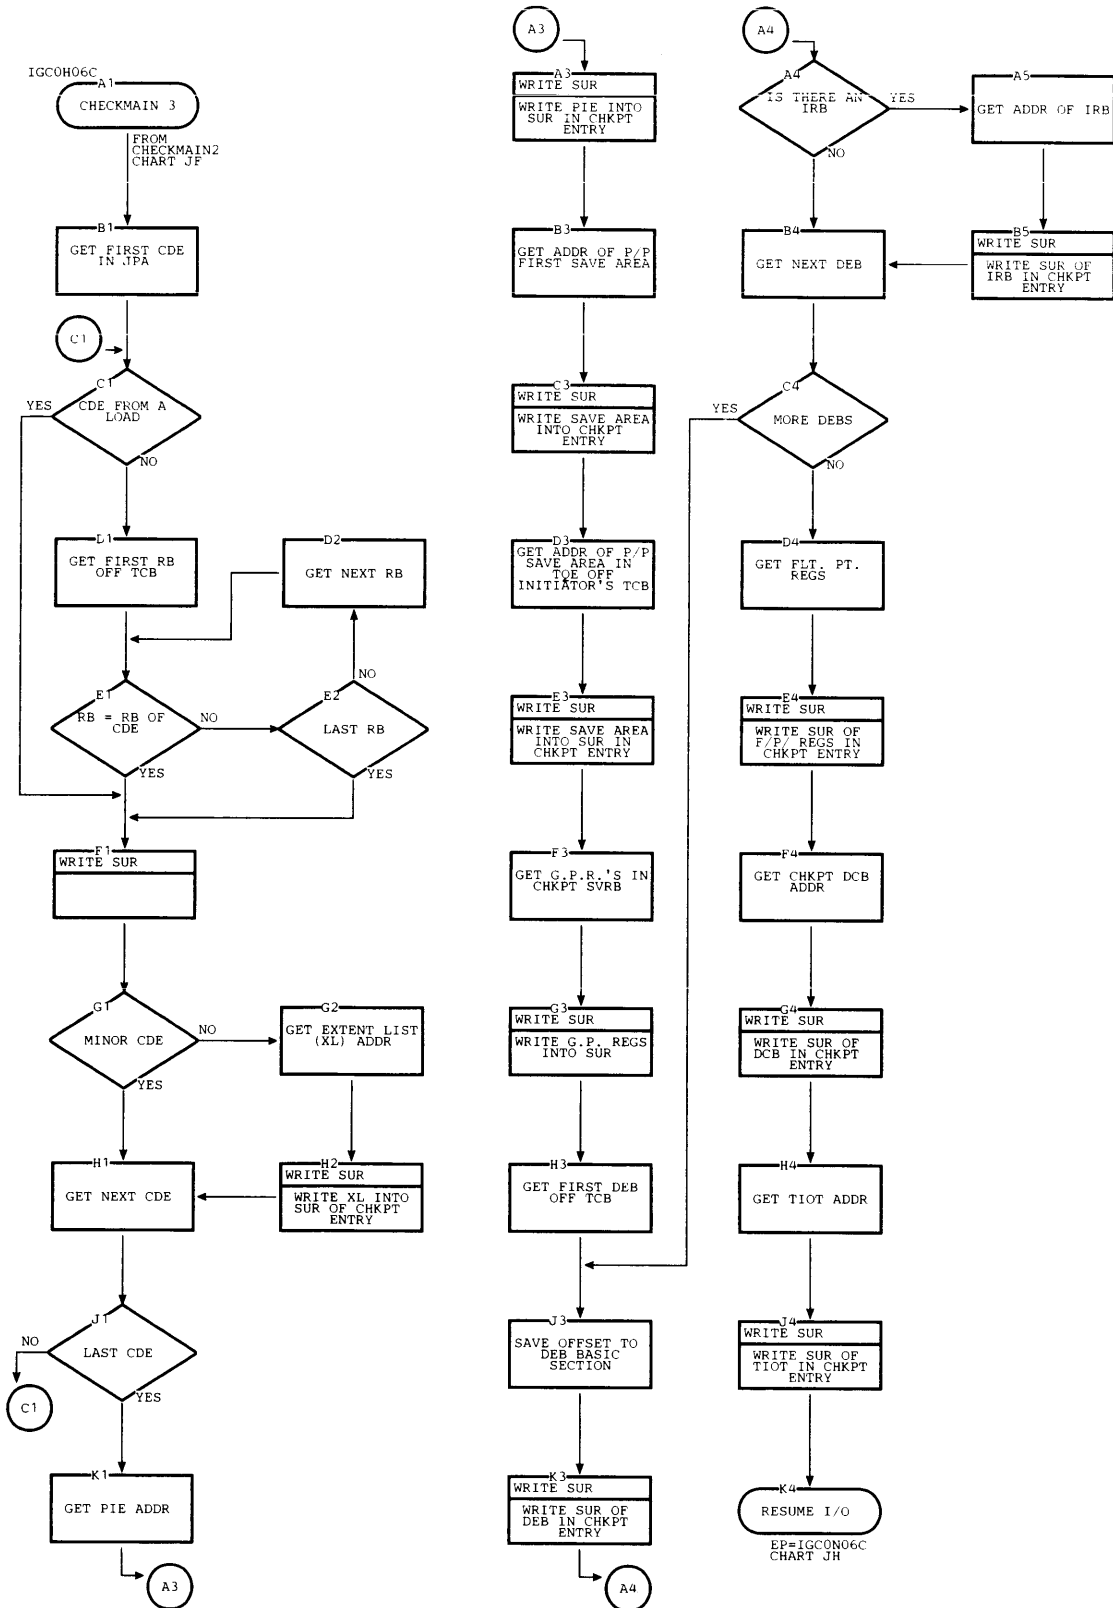 IGC0H06C
A1
CHECKMAIN 3
FROM
CHECKMAIN2
CHART JF
B1
GET FIRST CDE
IN JPA
C1
C1
CDE FROM A
LOAD
YES
NO
D1
GET FIRST RB
OFF TCB
D2
GET NEXT RB
E1
RB = RB OF
CDE
NO
YES
E2
LAST RB
NO
YES
F1
WRITE SUR
G1
MINOR CDE
NO
YES
G2
GET EXTENT LIST
(XL) ADDR
H1
GET NEXT CDE
H2
WRITE SUR
WRITE XL INTO
SUR OF CHKPT
ENTRY
J1
LAST CDE
NO
YES
C1
K1
GET PIE ADDR
A3
A3
A3
WRITE SUR
WRITE PIE INTO
SUR IN CHKPT
ENTRY
B3
GET ADDR OF P/P
FIRST SAVE AREA
C3
WRITE SUR
WRITE SAVE AREA
INTO CHKPT
ENTRY
D3
GET ADDR OF P/P
SAVE AREA IN
TQE OFF
INITIATOR'S TCB
E3
WRITE SUR
WRITE SAVE AREA
INTO SUR IN
CHKPT ENTRY
F3
GET G.P.R.'S IN
CHKPT SVRB
G3
WRITE SUR
WRITE G.P. REGS
INTO SUR
H3
GET FIRST DEB
OFF TCB
J3
SAVE OFFSET TO
DEB BASIC
SECTION
K3
WRITE SUR
WRITE SUR OF
DEB IN CHKPT
ENTRY
A4
A4
A4
IS THERE AN
IRB
YES
NO
A5
GET ADDR OF IRB
B4
GET NEXT DEB
B5
WRITE SUR
WRITE SUR OF
IRB IN CHKPT
ENTRY
C4
MORE DEBS
YES
NO
D4
GET FLT. PT.
REGS
E4
WRITE SUR
WRITE SUR OF
F/P/ REGS IN
CHKPT ENTRY
F4
GET CHKPT DCB
ADDR
G4
WRITE SUR
WRITE SUR OF
DCB IN CHKPT
ENTRY
H4
GET TIOT ADDR
J4
WRITE SUR
WRITE SUR OF
TIOT IN CHKPT
ENTRY
K4
RESUME I/O
EP=IGC0N06C
CHART JH